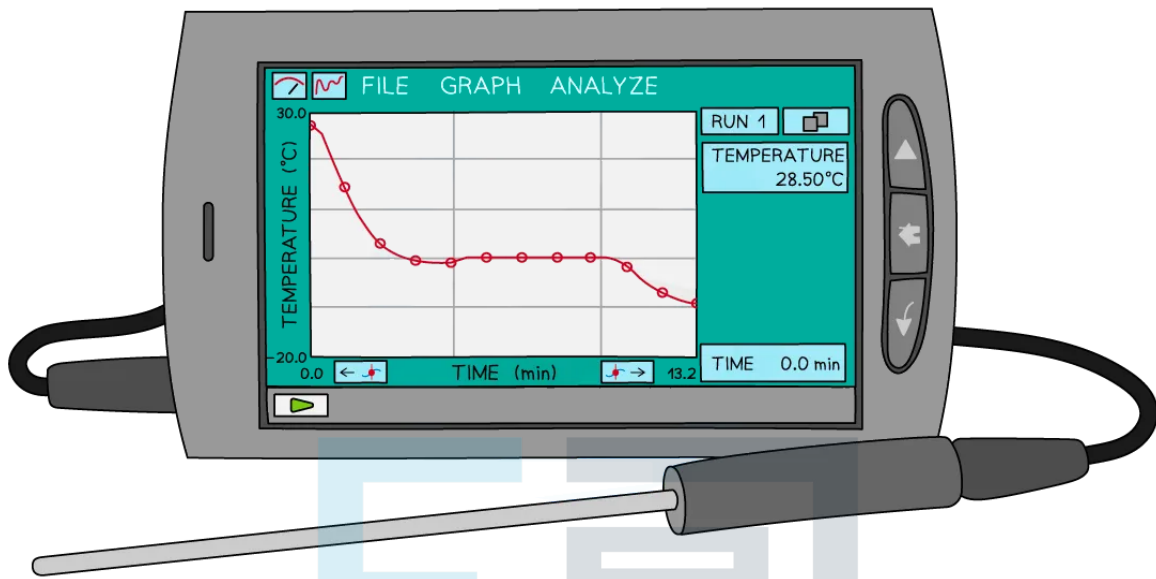 FILE GRAPH ANALYZE
30.0
TEMPERATURE (°C)
-20.0
0.0
TIME (min)
13.2
RUN 1
TEMPERATURE
28.50°C
TIME 0.0 min